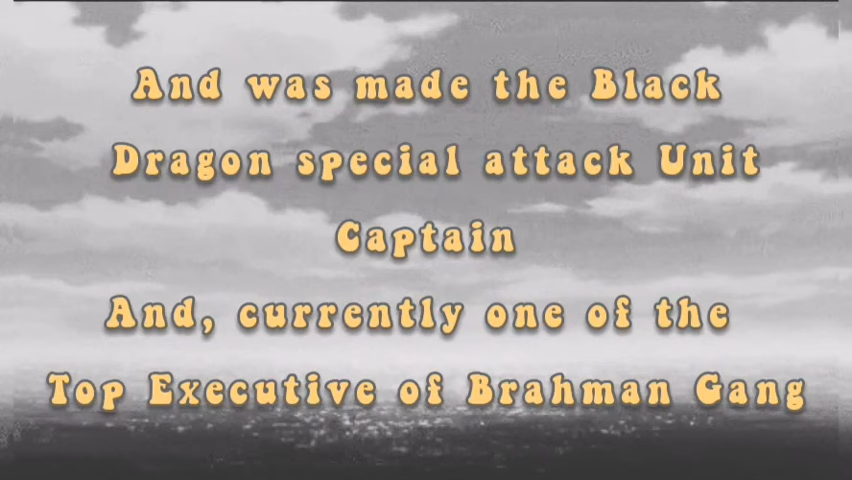 And was made the Black
Dragon special attack Unit
Captain
And, currently one of the
Top Executive of Brahman Gang